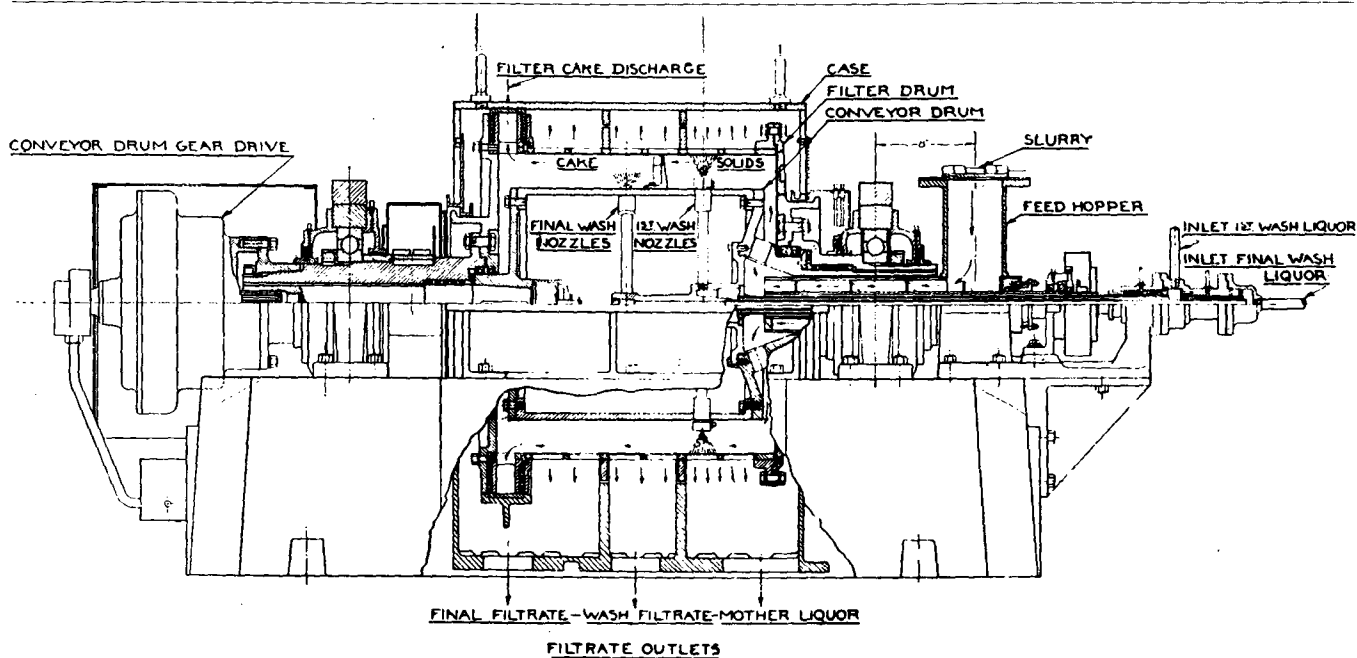 FILTER CAKE DISCHARGE
CASE
FILTER DRUM
CONVEYOR DRUM
CONVEYOR DRUM GEAR DRIVE
SLURRY
CAKE
SOLIDS
FEED HOPPER
FINAL WASH
NOZZLES
1ST WASH
NOZZLES
INLET 1ST WASH LIQUOR
INLET FINAL WASH
LIQUOR
FINAL FILTRATE-WASH FILTRATE-MOTHER LIQUOR
FILTRATE OUTLETS